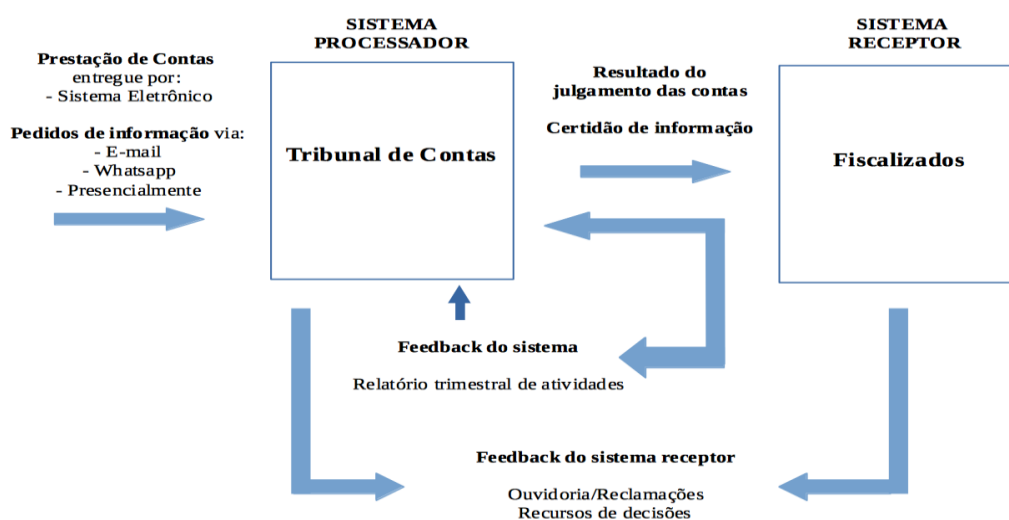 SISTEMA
PROCESSADOR
SISTEMA
RECEPTOR
Prestação de Contas
entregue por:
- Sistema Eletrônico
Pedidos de informação via:
- E-mail
- Whatsapp
- Presencialmente
Tribunal de Contas
Resultado do
julgamento das contas
Certidão de informação
Fiscalizados
Feedback do sistema
Relatório trimestral de atividades
Feedback do sistema receptor
Ouvidoria/Reclamações
Recursos de decisões